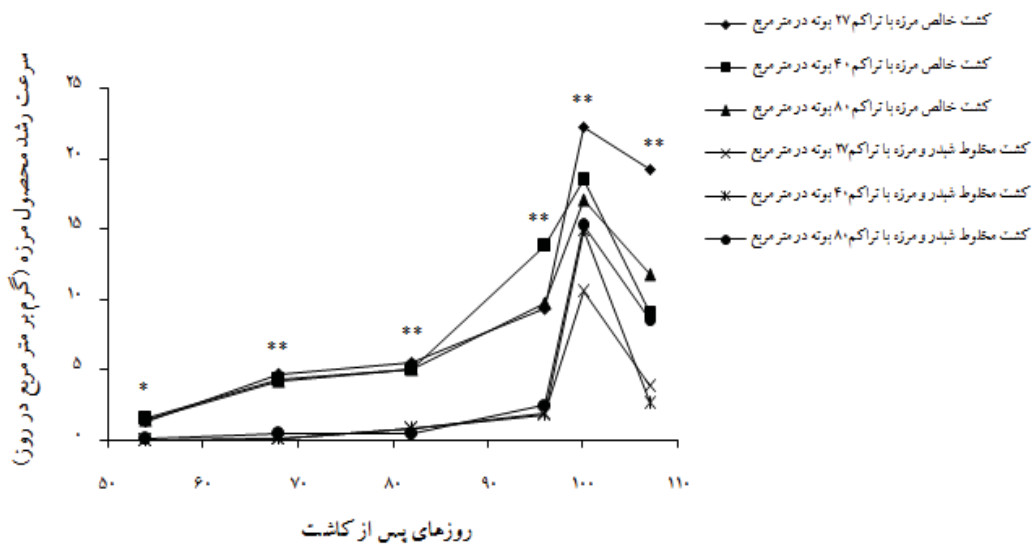 کشت خالص مرزه با تراکم ۲۷ بوته در متر مربع
کشت خالص مرزه با تراکم ۴۰ بوته در متر مربع
کشت خالص مرزه با تراکم ۸۰ بوته در متر مربع
کشت مخلوط شبدر و مرزه با تراکم ۲۷ بوته در متر مربع
کشت مخلوط شبدر و مرزه با تراکم ۴۰ بوته در متر مربع
کشت مخلوط شبدر و مرزه با تراکم ۸۰ بوته در متر مربع
سرعت رشد محصول مرزه (گرم بر متر مربع در روز)
۲۵
۲۰
۱۵
۱۰
۵
۰
*
**
**
**
**
**
۵۰ ۶۰ ۷۰ ۸۰ ۹۰ ۱۰۰ ۱۱۰
روزهای پس از کاشت